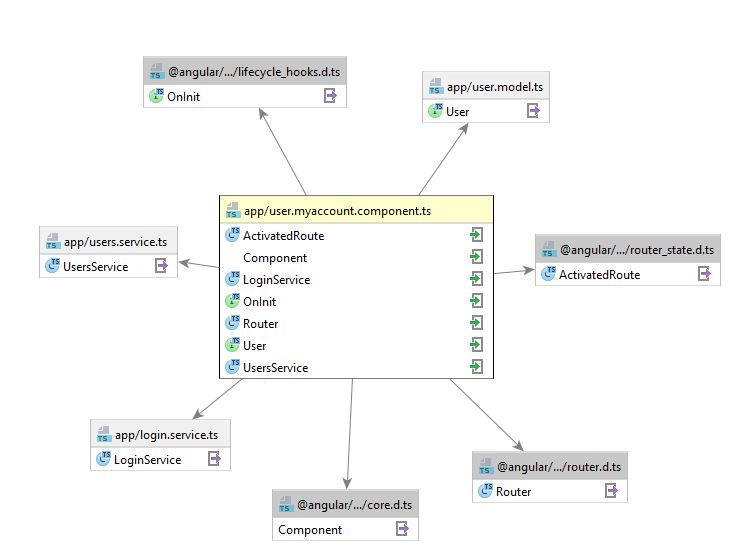 @angular/.../lifecycle_hooks.d.ts
OnInit
app/user.model.ts
User
app/user.myaccount.component.ts
ActivatedRoute
Component
LoginService
OnInit
Router
User
UsersService
app/users.service.ts
UsersService
@angular/.../router_state.d.ts
ActivatedRoute
app/login.service.ts
LoginService
@angular/.../core.d.ts
Component
@angular/.../router.d.ts
Router